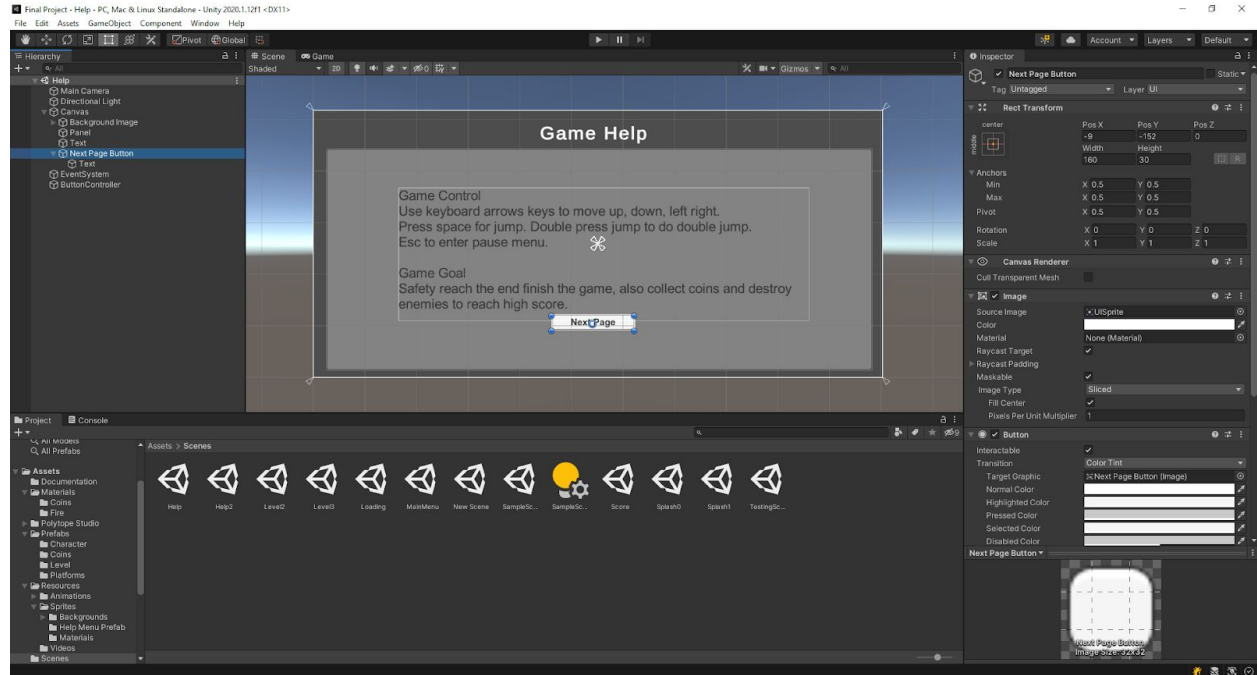 Final Project - Help - PC, Mac & Linux Standalone - Unity 2020.1.12f1 <DX11>
File Edit Assets GameObject Component Window Help
Pivot Global
Account Layers Default
Hierarchy
All
Help
Main Camera
Directional Light
Canvas
Background Image
Panel
Text
Next Page Button
Text
EventSystem
ButtonController
Scene Game
Shaded 2D 0 Gizmos All
Game Help
Game Control
Use keyboard arrows keys to move up, down, left right.
Press space for jump. Double press jump to do double jump.
Esc to enter pause menu.
Game Goal
Safety reach the end finish the game, also collect coins and destroy
enemies to reach high score.
Next Page
Inspector
Next Page Button Static
Tag Untagged Layer UI
Rect Transform
center Pos X Pos Y Pos Z
middle -9 -152 0
Width Height
160 30 R
Anchors
Min X 0.5 Y 0.5
Max X 0.5 Y 0.5
Pivot X 0.5 Y 0.5
Rotation X 0 Y 0 Z 0
Scale X 1 Y 1 Z 1
Canvas Renderer
Cull Transparent Mesh
Image
Source Image UISprite
Color
Material None (Material)
Raycast Target
Raycast Padding
Maskable
Image Type Sliced
Fill Center
Pixels Per Unit Multiplier 1
Button
Interactable
Transition Color Tint
Target Graphic Next Page Button (Image)
Normal Color
Highlighted Color
Pressed Color
Selected Color
Disabled Color
Next Page Button
Next Page Button
Image Size: 32x32
Project Console
9
All Models
All Prefabs
Assets
Documentation
Materials
Coins
Fire
Polytope Studio
Prefabs
Character
Coins
Level
Platforms
Resources
Animations
Sprites
Backgrounds
Help Menu Prefab
Materials
Videos
Scenes
Assets > Scenes
Help Help2 Level2 Level3 Loading MainMenu New Scene SampleSc... SampleSc... Score Splash0 Splash1 TestingSc...